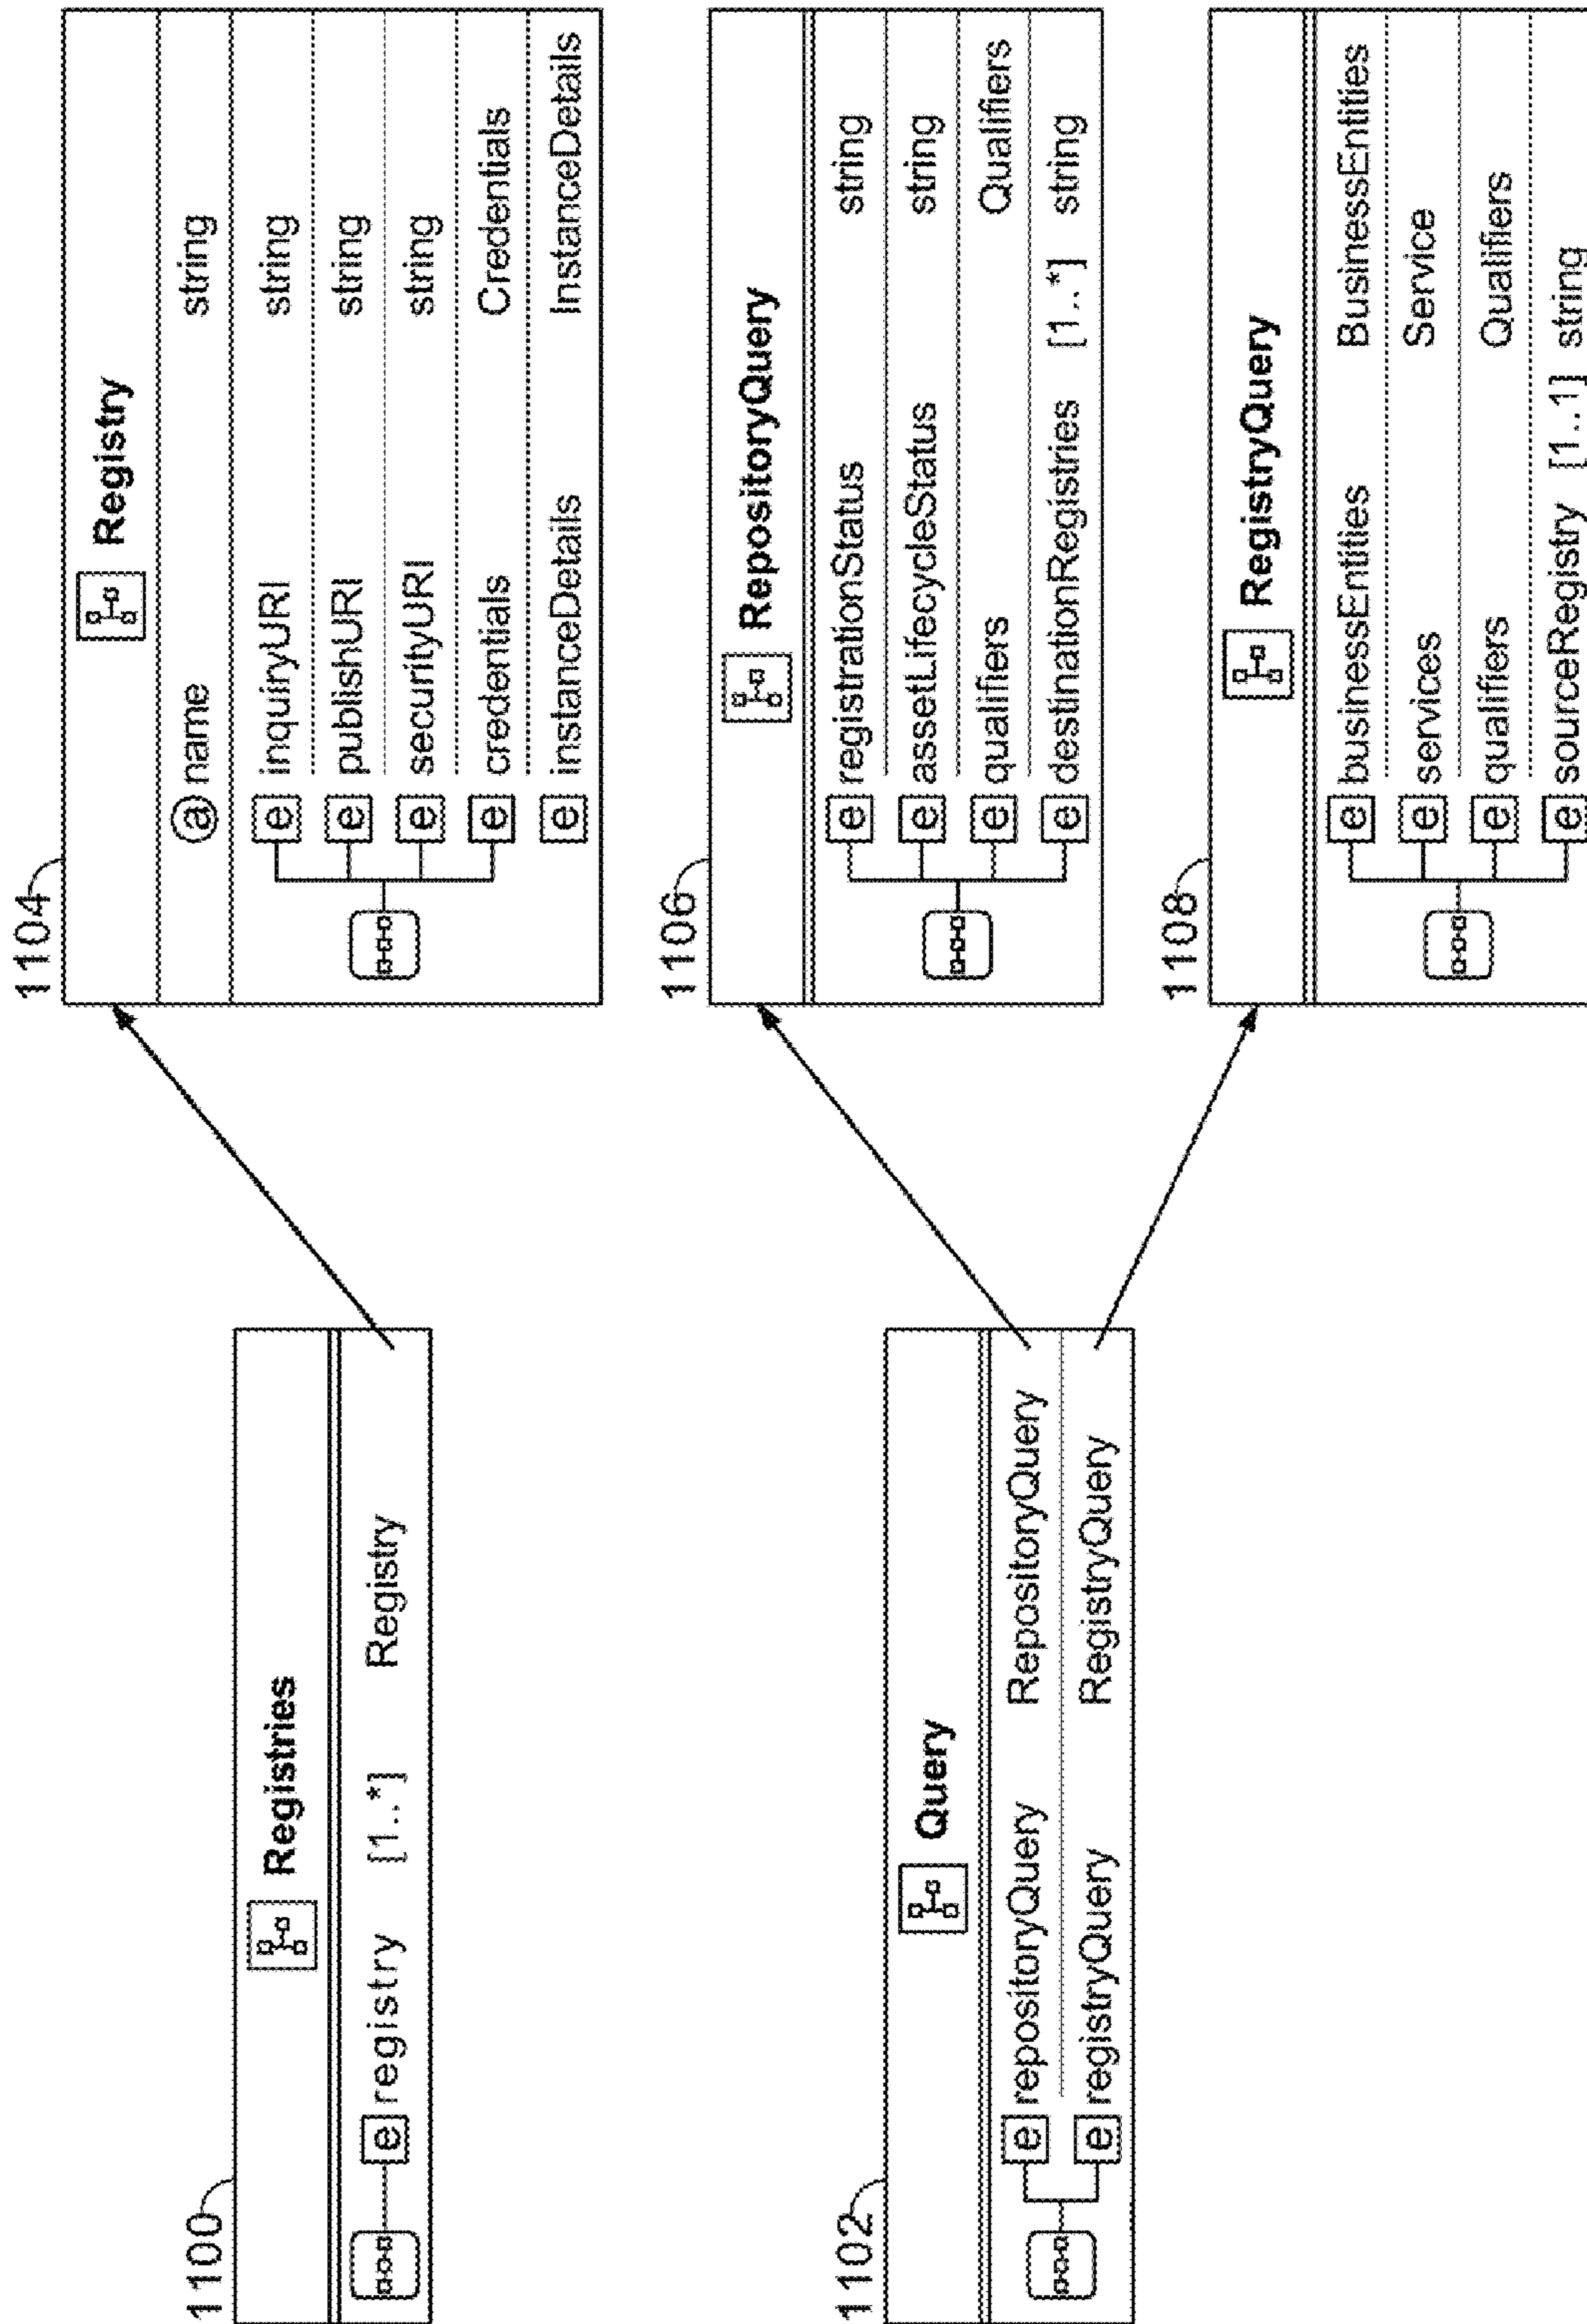 1100
Registries
e registry [1..*] Registry
1102
Query
e repositoryQuery RepositoryQuery
e registryQuery RegistryQuery
1104
Registry
a name string
e inquiryURI string
e publishURI string
e securityURI string
e credentials Credentials
e instanceDetails InstanceDetails
1106
RepositoryQuery
e registrationStatus string
e assetLifecycleStatus string
e qualifiers Qualifiers
e destinationRegistries [1..*] string
1108
RegistryQuery
e businessEntities BusinessEntities
e services Service
e qualifiers Qualifiers
e sourceRegistry [1..1] string